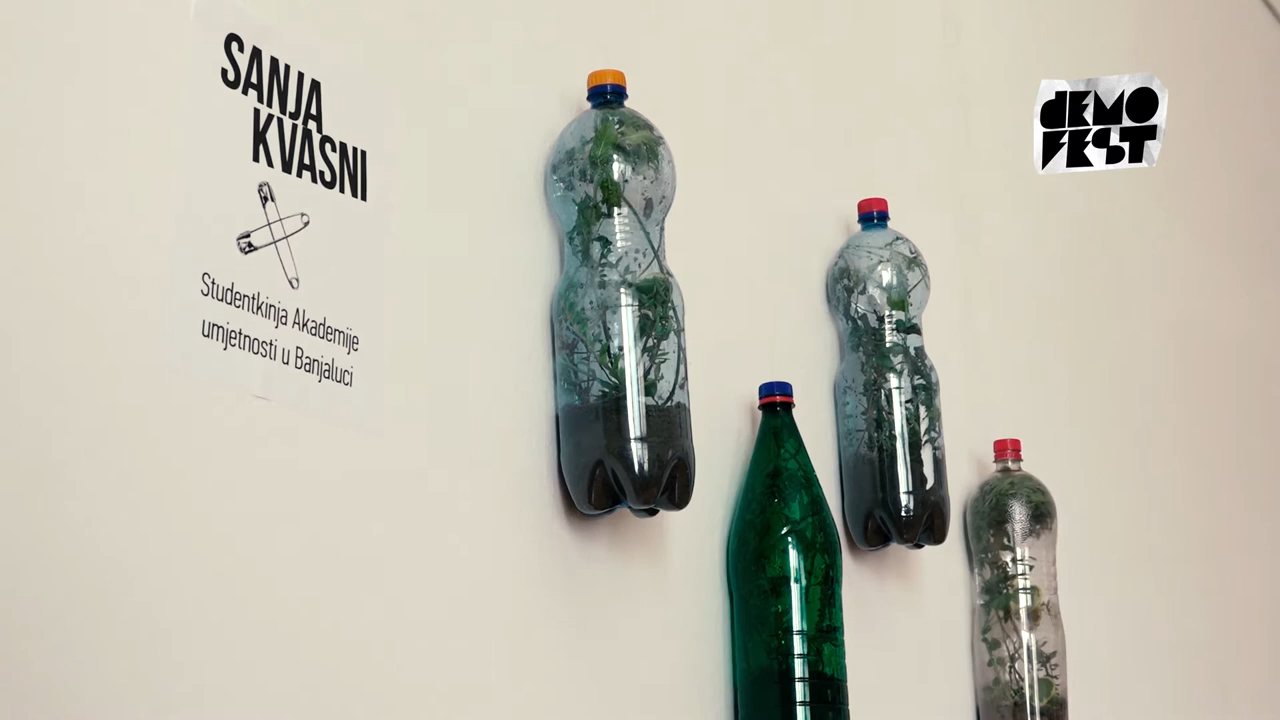 SANJA
KVASNI
Studentkinja Akademije
umjetnosti u Banjaluci
dEMO
FEST